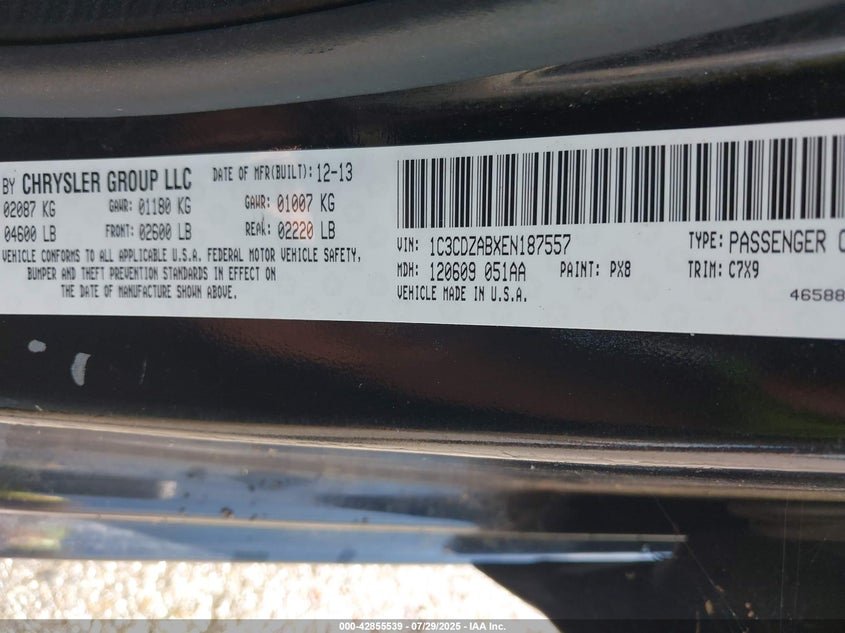 BY CHRYSLER GROUP LLC DATE OF MFR(BUILT): 12-13
02087 KG GAWR: 01180 KG GAWR: 01007 KG
04600 LB FRONT: 02600 LB REAR: 02220 LB
VEHICLE CONFORMS TO ALL APPLICABLE U.S.A. FEDERAL MOTOR VEHICLE SAFETY,
BUMPER AND THEFT PREVENTION STANDARDS IN EFFECT ON
THE DATE OF MANUFACTURE SHOWN ABOVE.
VIN: 1C3CDZABXEN187557 TYPE: PASSENGER C
MDH: 120609 051AA PAINT: PX8 TRIM: C7X9
VEHICLE MADE IN U.S.A. 46588
000-42855539 - 07/29/2025 - IAA Inc.